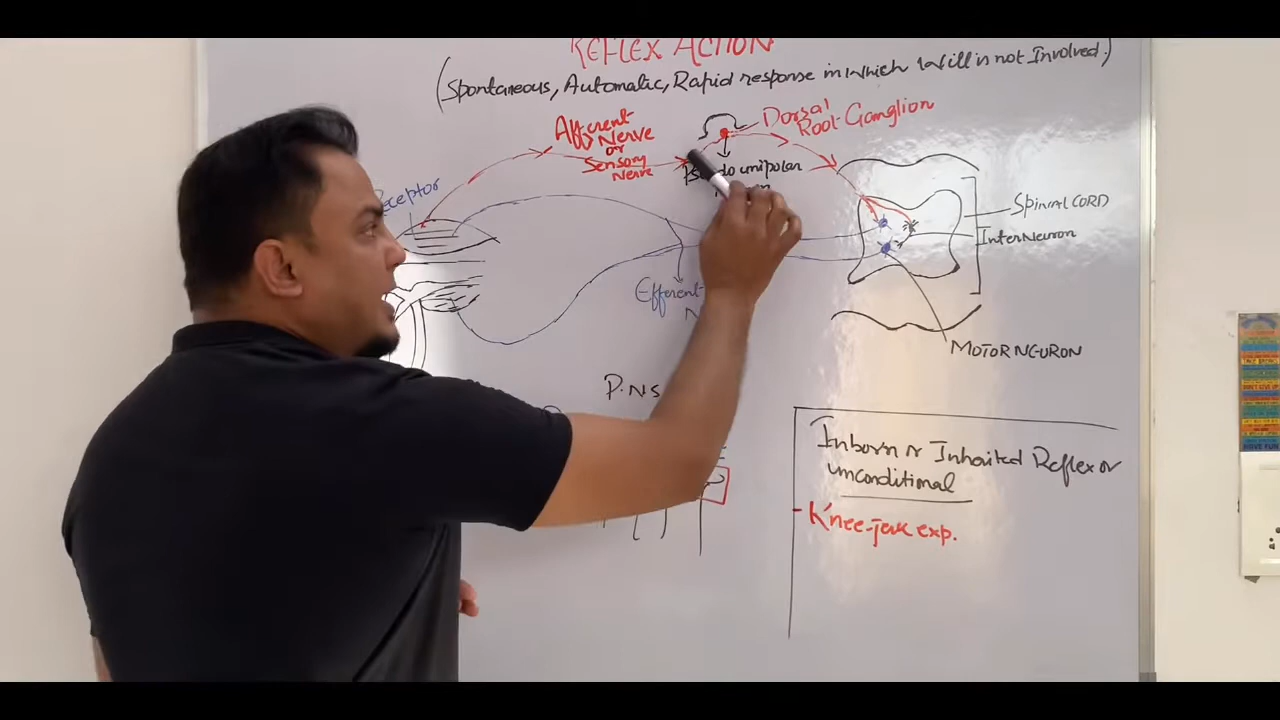 REFLEX ACTION
(Spontaneous, Automatic, Rapid response in which Will is not Involved.)
Afferent
Nerve
or
Sensory
Nerve
Dorsal
Root Ganglion
unipolar
Receptor
SPINAL CORD
InterNeuron
Efferent
MOTOR NEURON
P.NS
Inborn or Inherited Reflex or
unconditional
- Knee-jerk exp.